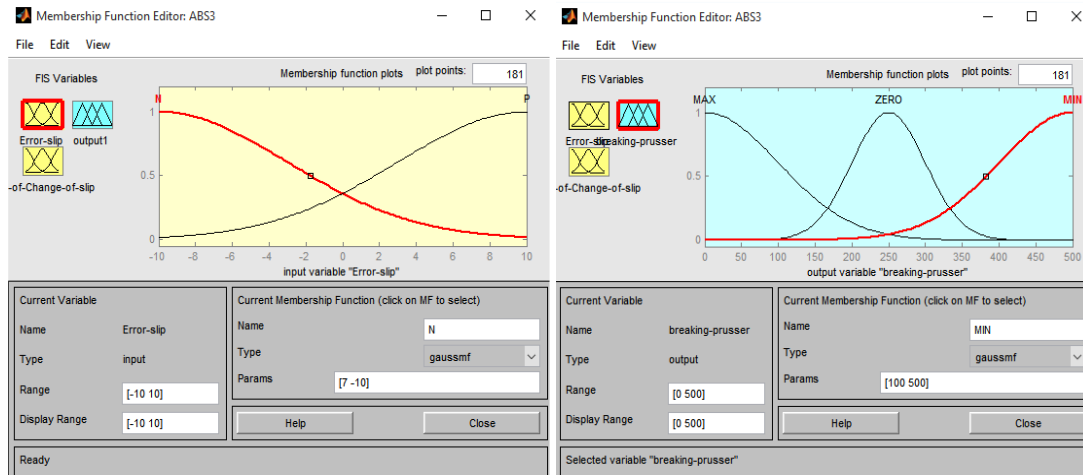 Membership Function Editor: ABS3
File Edit View
FIS Variables
Membership function plots plot points: 181
N
P
Error-slip
output1
-of-Change-of-slip
1
0.5
0
-10 -8 -6 -4 -2 0 2 4 6 8 10
input variable "Error-slip"
Current Variable
Name Error-slip
Type input
Range [-10 10]
Display Range [-10 10]
Current Membership Function (click on MF to select)
Name N
Type gaussmf
Params [7 -10]
Help Close
Ready
Membership Function Editor: ABS3
File Edit View
FIS Variables
Membership function plots plot points: 181
MAX ZERO MIN
Error-slip
breaking-prusser
-of-Change-of-slip
1
0.5
0
0 50 100 150 200 250 300 350 400 450 500
output variable "breaking-prusser"
Current Variable
Name breaking-prusser
Type output
Range [0 500]
Display Range [0 500]
Current Membership Function (click on MF to select)
Name MIN
Type gaussmf
Params [100 500]
Help Close
Selected variable "breaking-prusser"